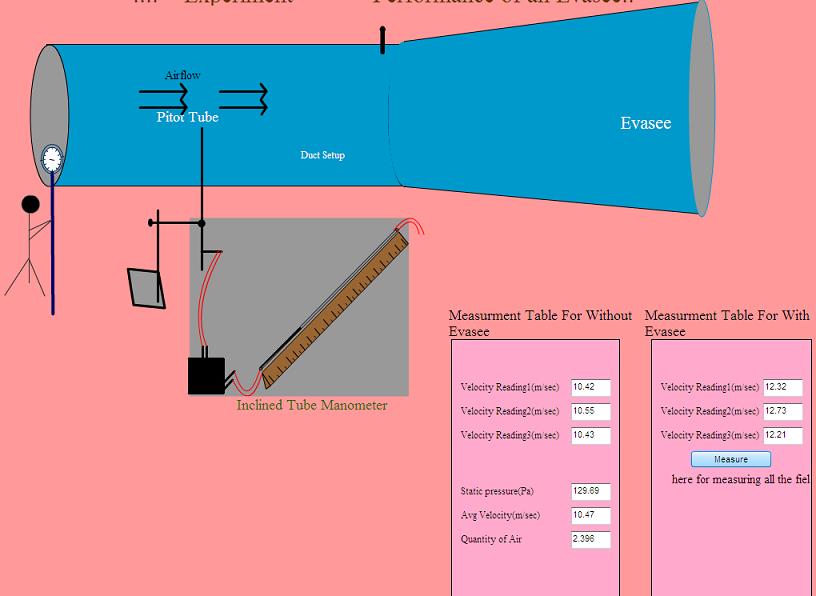 Experiment Performance of an Evasee..
Airflow
Pitot Tube
Evasee
Duct Setup
Inclined Tube Manometer
Measurment Table For Without
Evasee
Velocity Reading1(m/sec) 10.42
Velocity Reading2(m/sec) 10.55
Velocity Reading3(m/sec) 10.43
Static pressure(Pa) 129.69
Avg Velocity(m/sec) 10.47
Quantity of Air 2.396
Measurment Table For With
Evasee
Velocity Reading1(m/sec) 12.32
Velocity Reading2(m/sec) 12.73
Velocity Reading3(m/sec) 12.21
Measure
here for measuring all the fiel